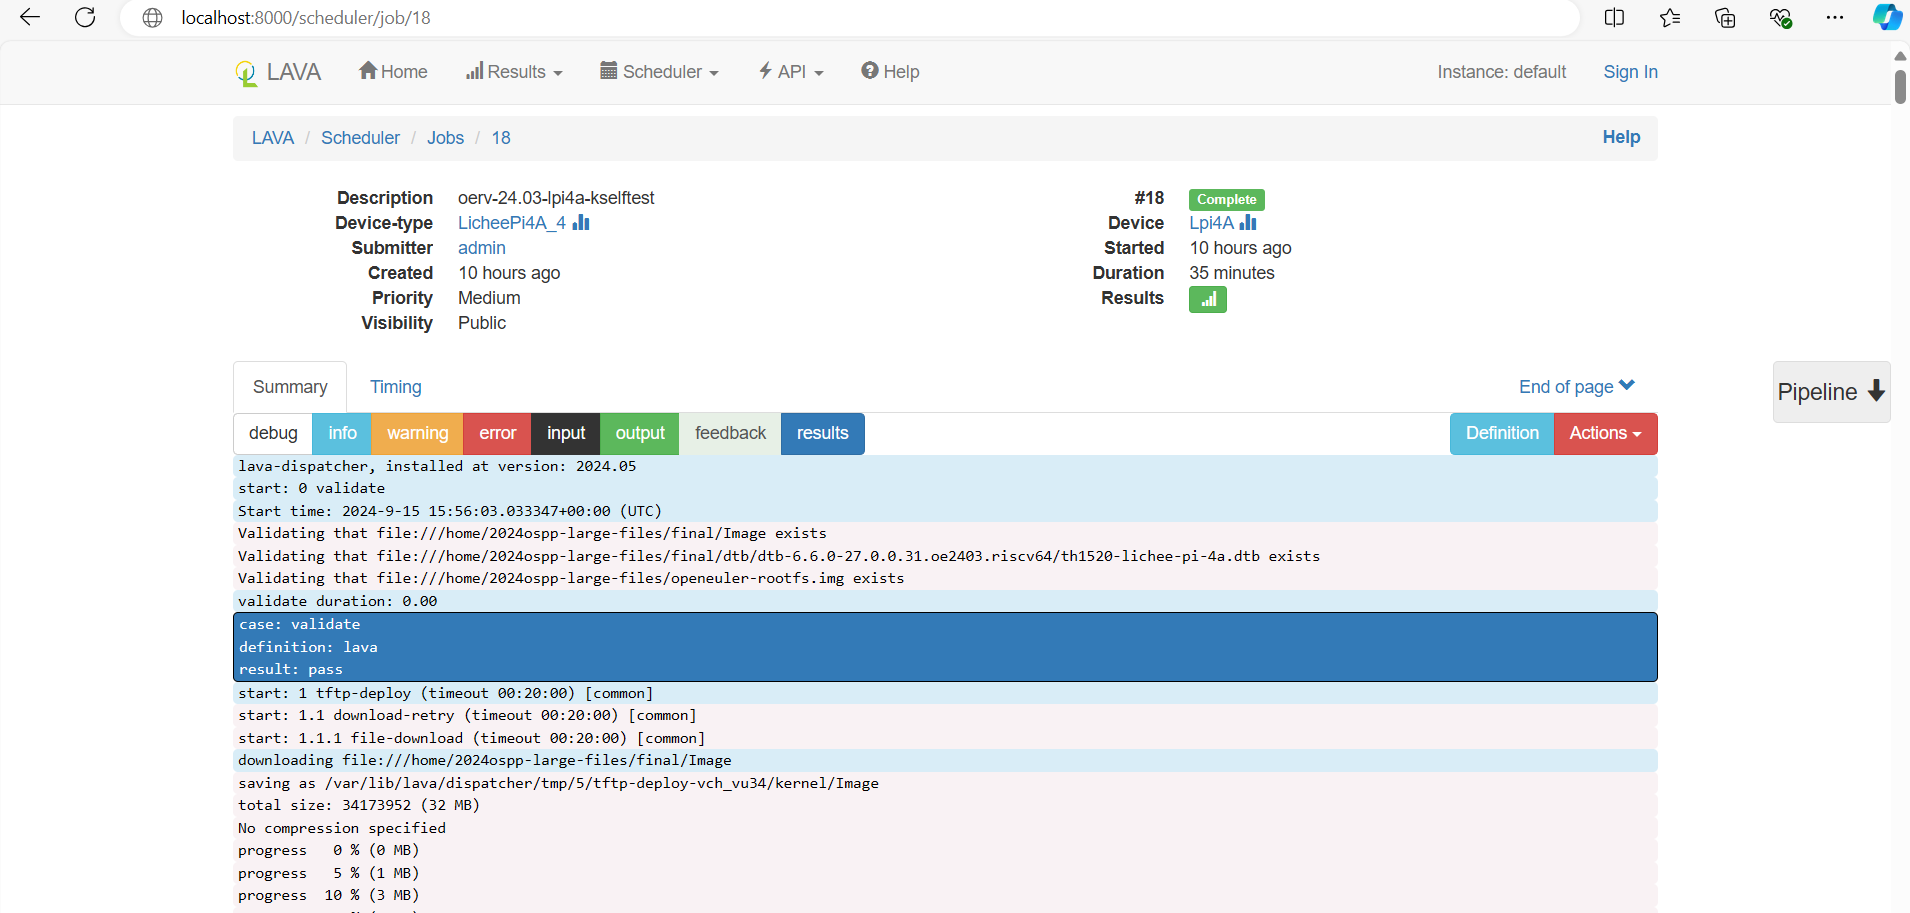 localhost:8000/scheduler/job/18
LAVA Home Results Scheduler API Help Instance: default Sign In
LAVA / Scheduler / Jobs / 18 Help
Description oerv-24.03-lpi4a-kselftest
Device-type LicheePi4A_4
Submitter admin
Created 10 hours ago
Priority Medium
Visibility Public
#18 Complete
Device Lpi4A
Started 10 hours ago
Duration 35 minutes
Results
Summary Timing End of page
Pipeline
debug info warning error input output feedback results Definition Actions
lava-dispatcher, installed at version: 2024.05
start: 0 validate
Start time: 2024-9-15 15:56:03.033347+00:00 (UTC)
Validating that file:///home/2024ospp-large-files/final/Image exists
Validating that file:///home/2024ospp-large-files/final/dtb/dtb-6.6.0-27.0.0.31.oe2403.riscv64/th1520-lichee-pi-4a.dtb exists
Validating that file:///home/2024ospp-large-files/openeuler-rootfs.img exists
validate duration: 0.00
case: validate
definition: lava
result: pass
start: 1 tftp-deploy (timeout 00:20:00) [common]
start: 1.1 download-retry (timeout 00:20:00) [common]
start: 1.1.1 file-download (timeout 00:20:00) [common]
downloading file:///home/2024ospp-large-files/final/Image
saving as /var/lib/lava/dispatcher/tmp/5/tftp-deploy-vch_vu34/kernel/Image
total size: 34173952 (32 MB)
No compression specified
progress   0 % (0 MB)
progress   5 % (1 MB)
progress  10 % (3 MB)